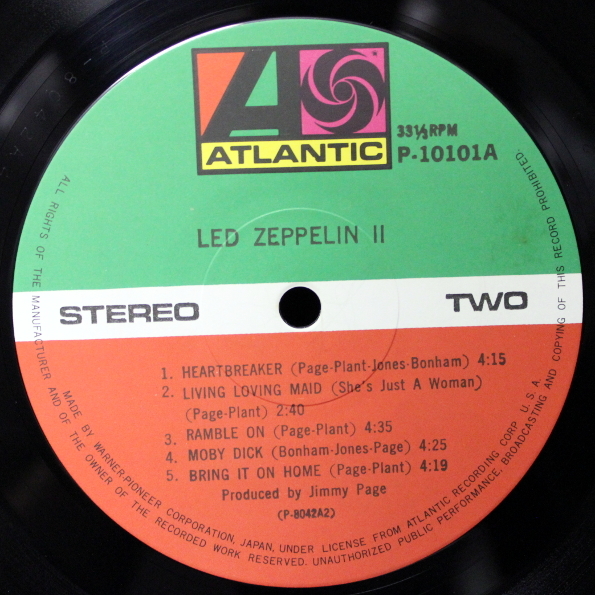 ATLANTIC
33⅓RPM
P-10101A
LED ZEPPELIN II
STEREO
TWO
1. HEARTBREAKER (Page-Plant-Jones-Bonham) 4:15
2. LIVING LOVING MAID (She's Just A Woman)
(Page-Plant) 2:40
3. RAMBLE ON (Page-Plant) 4:35
4. MOBY DICK (Bonham-Jones-Page) 4:25
5. BRING IT ON HOME (Page-Plant) 4:19
Produced by Jimmy Page
(P-8042A2)
MADE BY WARNER-PIONEER CORPORATION, JAPAN, UNDER LICENSE FROM ATLANTIC RECORDING CORP. U.S.A.
ALL RIGHTS OF THE MANUFACTURER AND OF THE OWNER OF THE RECORDED WORK RESERVED. UNAUTHORIZED PUBLIC PERFORMANCE, BROADCASTING AND COPYING OF THIS RECORD PROHIBITED.